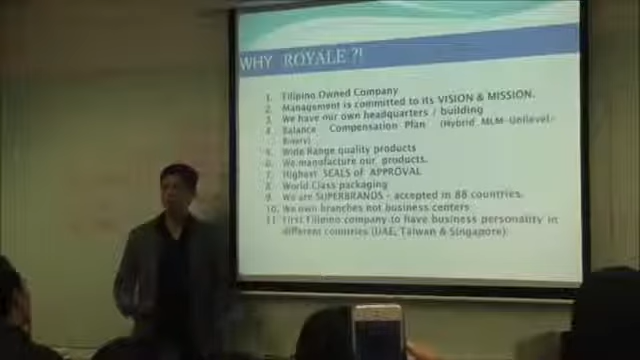 WHY ROYALE ?!
1. Filipino Owned Company
2. Management is committed to its VISION & MISSION.
3. We have our own headquarters / building
4. Balance Compensation Plan (Hybrid MLM-Unilevel-
Binary)
5. Wide Range quality products
6. We manufacture our products.
7. Highest SEALS of APPROVAL
8. World Class packaging
9. We are SUPERBRANDS - accepted in 88 countries.
10. We own branches not business centers
11. First Filipino company to have business personality in
different countries (UAE, Taiwan & Singapore)